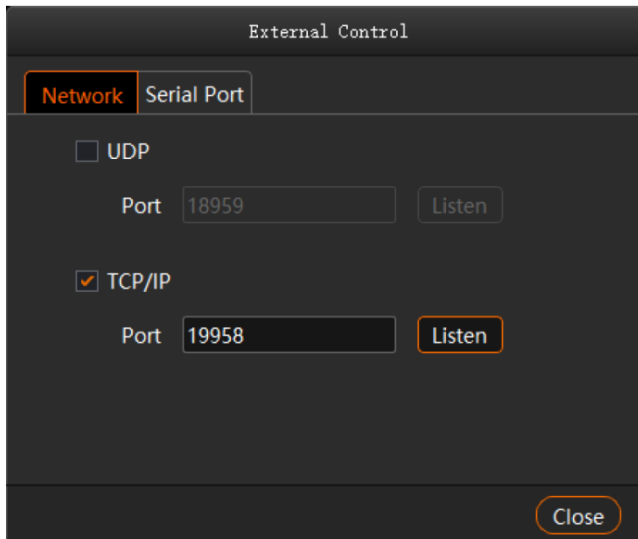 External Control
Network Serial Port
UDP
Port 18959 Listen
TCP/IP
Port 19958 Listen
Close